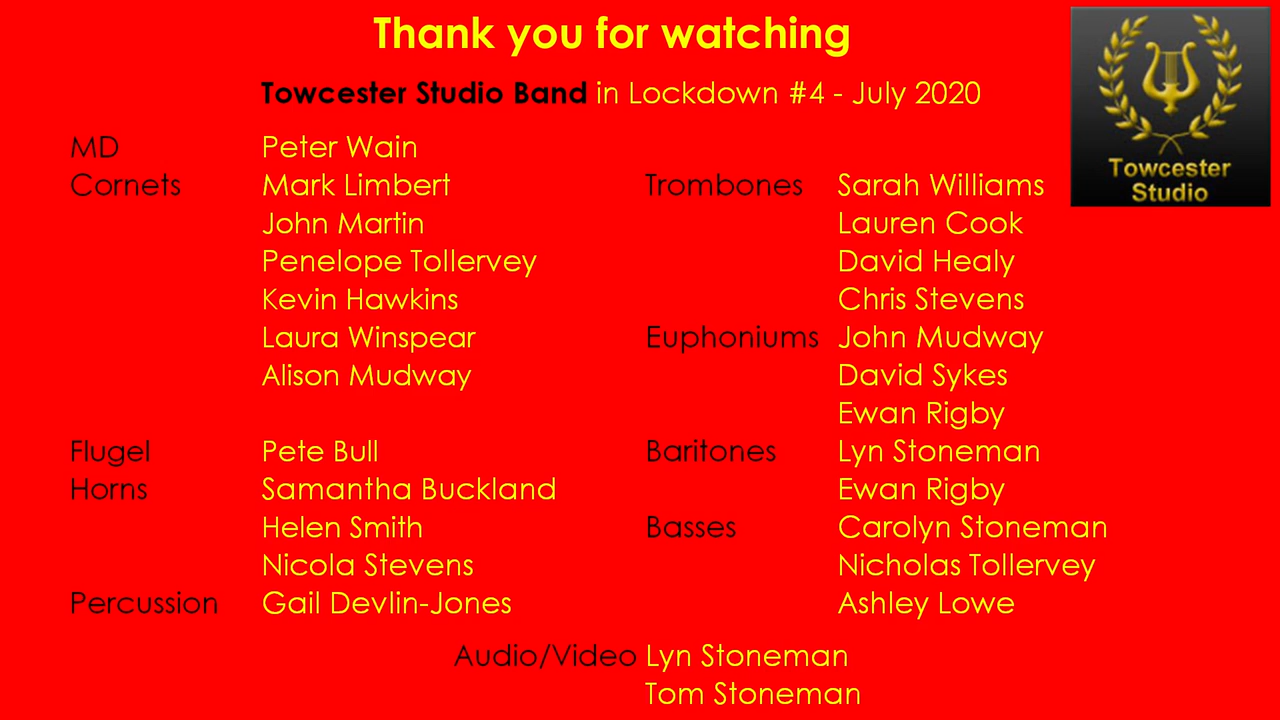 Thank you for watching
Towcester Studio Band in Lockdown #4 - July 2020
Towcester
Studio
MD Peter Wain
Cornets Mark Limbert
John Martin
Penelope Tollervey
Kevin Hawkins
Laura Winspear
Alison Mudway
Flugel Pete Bull
Horns Samantha Buckland
Helen Smith
Nicola Stevens
Percussion Gail Devlin-Jones
Trombones Sarah Williams
Lauren Cook
David Healy
Chris Stevens
Euphoniums John Mudway
David Sykes
Ewan Rigby
Baritones Lyn Stoneman
Ewan Rigby
Basses Carolyn Stoneman
Nicholas Tollervey
Ashley Lowe
Audio/Video Lyn Stoneman
Tom Stoneman